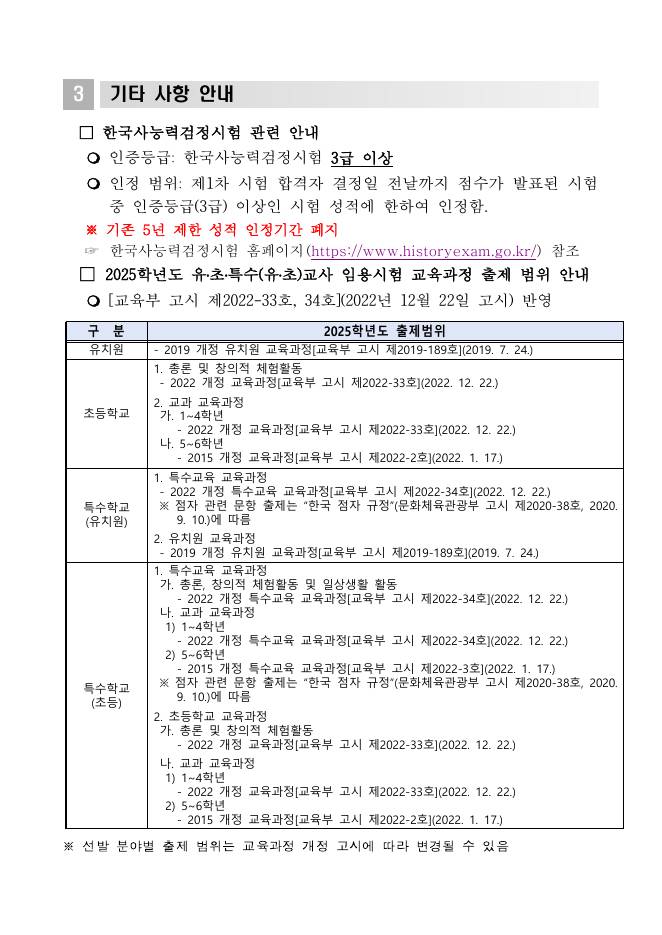 3 기타 사항 안내
□ 한국사능력검정시험 관련 안내
❍ 인증등급: 한국사능력검정시험 3급 이상
❍ 인정 범위: 제1차 시험 합격자 결정일 전날까지 점수가 발표된 시험
중 인증등급(3급) 이상인 시험 성적에 한하여 인정함.
※ 기존 5년 제한 성적 인정기간 폐지
☞ 한국사능력검정시험 홈페이지(https://www.historyexam.go.kr/) 참조
□ 2025학년도 유·초·특수(유·초)교사 임용시험 교육과정 출제 범위 안내
❍ [교육부 고시 제2022-33호, 34호](2022년 12월 22일 고시) 반영
구 분 2025학년도 출제범위
유치원 - 2019 개정 유치원 교육과정[교육부 고시 제2019-189호](2019. 7. 24.)
초등학교
1. 총론 및 창의적 체험활동
- 2022 개정 교육과정[교육부 고시 제2022-33호](2022. 12. 22.)
2. 교과 교육과정
가. 1~4학년
- 2022 개정 교육과정[교육부 고시 제2022-33호](2022. 12. 22.)
나. 5~6학년
- 2015 개정 교육과정[교육부 고시 제2022-2호](2022. 1. 17.)
특수학교
(유치원)
1. 특수교육 교육과정
- 2022 개정 특수교육 교육과정[교육부 고시 제2022-34호](2022. 12. 22.)
※ 점자 관련 문항 출제는 “한국 점자 규정”(문화체육관광부 고시 제2020-38호, 2020.
9. 10.)에 따름
2. 유치원 교육과정
- 2019 개정 유치원 교육과정[교육부 고시 제2019-189호](2019. 7. 24.)
특수학교
(초등)
1. 특수교육 교육과정
가. 총론, 창의적 체험활동 및 일상생활 활동
- 2022 개정 특수교육 교육과정[교육부 고시 제2022-34호](2022. 12. 22.)
나. 교과 교육과정
1) 1~4학년
- 2022 개정 특수교육 교육과정[교육부 고시 제2022-34호](2022. 12. 22.)
2) 5~6학년
- 2015 개정 특수교육 교육과정[교육부 고시 제2022-3호](2022. 1. 17.)
※ 점자 관련 문항 출제는 “한국 점자 규정”(문화체육관광부 고시 제2020-38호, 2020.
9. 10.)에 따름
2. 초등학교 교육과정
가. 총론 및 창의적 체험활동
- 2022 개정 교육과정[교육부 고시 제2022-33호](2022. 12. 22.)
나. 교과 교육과정
1) 1~4학년
- 2022 개정 교육과정[교육부 고시 제2022-33호](2022. 12. 22.)
2) 5~6학년
- 2015 개정 교육과정[교육부 고시 제2022-2호](2022. 1. 17.)
※ 선발 분야별 출제 범위는 교육과정 개정 고시에 따라 변경될 수 있음